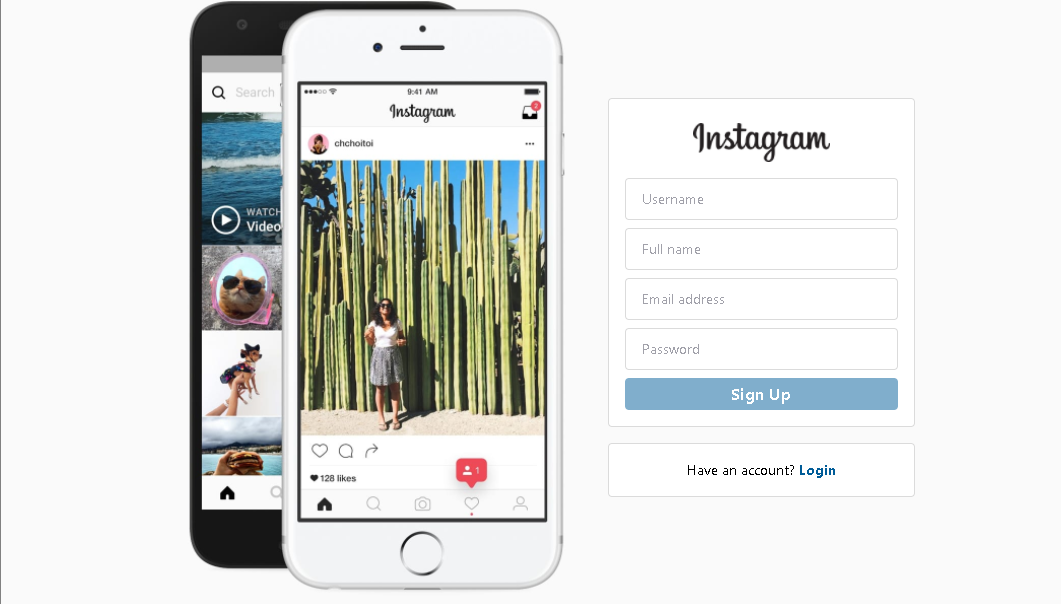 Search
WATCH
Video
9:41 AM
Instagram
2
chchoitoi
128 likes
1
Instagram
Username
Full name
Email address
Password
Sign Up
Have an account? Login